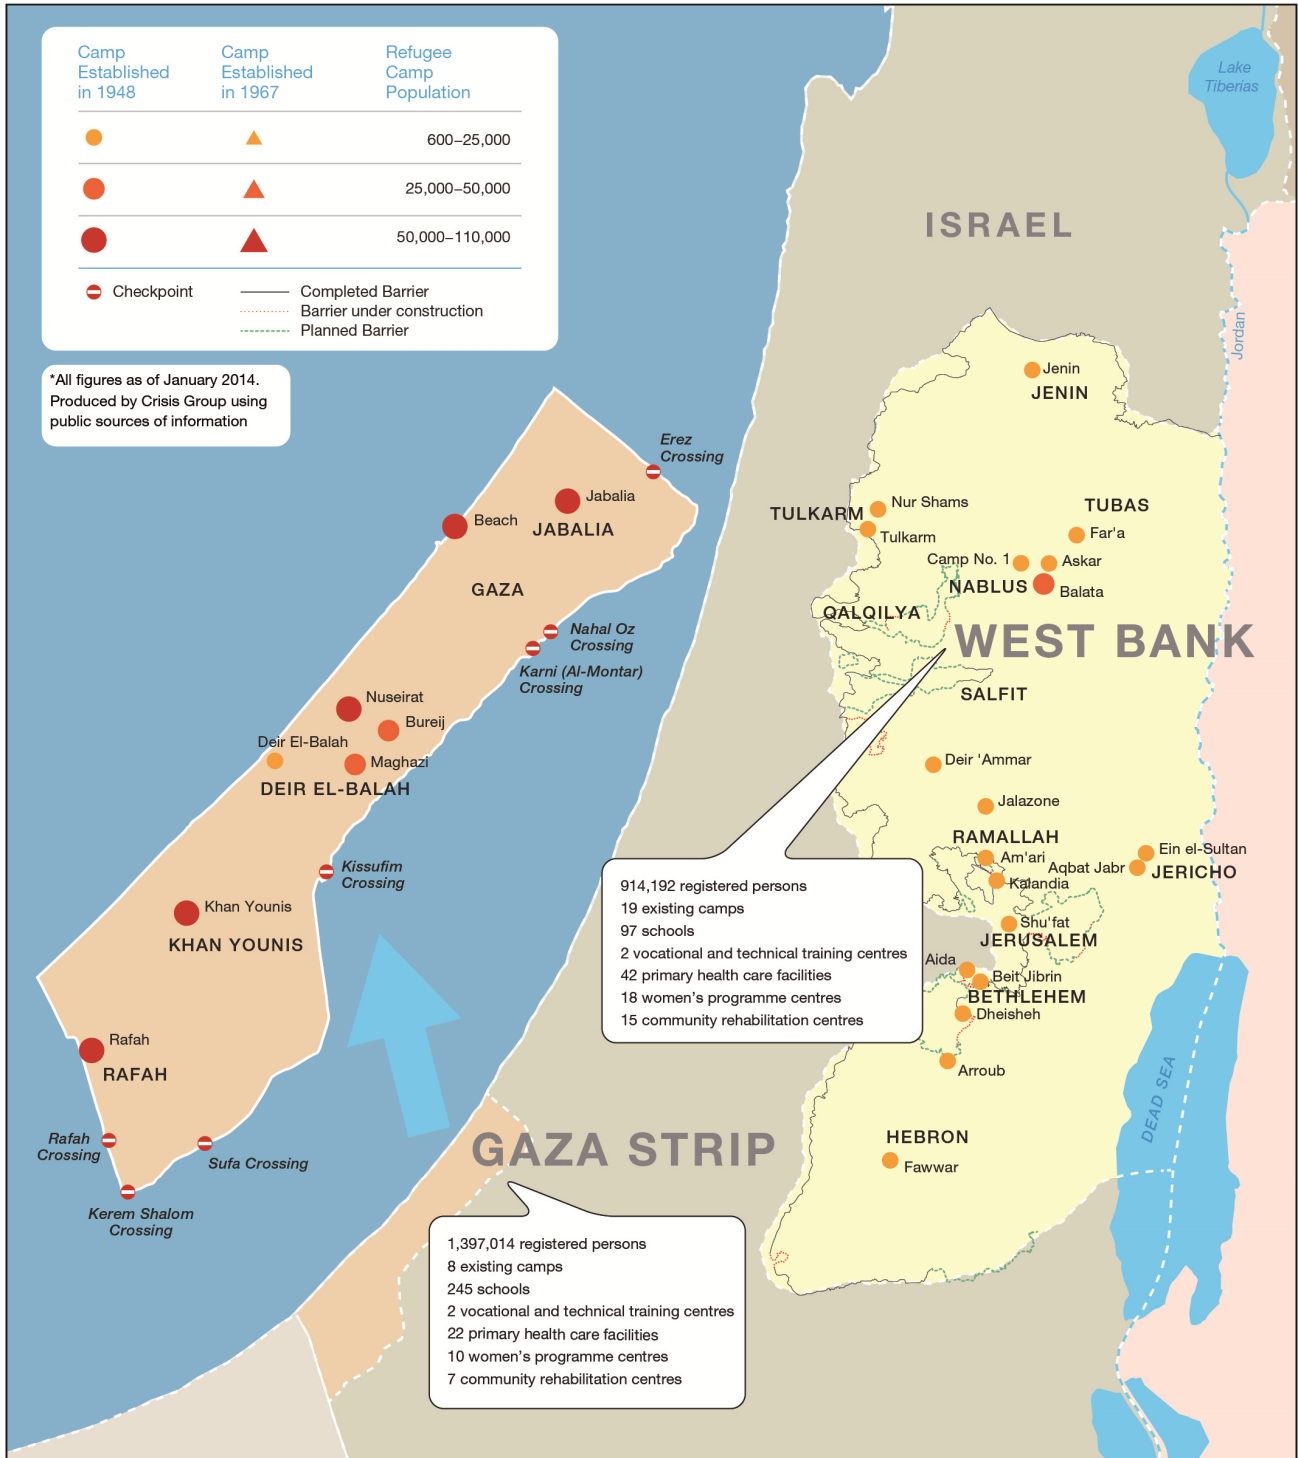 Camp
Established
in 1948
Camp
Established
in 1967
Refugee
Camp
Population
600–25,000
25,000–50,000
50,000–110,000
Checkpoint
Completed Barrier
Barrier under construction
Planned Barrier
*All figures as of January 2014.
Produced by Crisis Group using
public sources of information
Lake
Tiberias
ISRAEL
Jordan
Jenin
JENIN
Erez
Crossing
Jabalia
JABALIA
Beach
GAZA
Nahal Oz
Crossing
Karni (Al-Montar)
Crossing
Nuseirat
Bureij
Deir El-Balah
Maghazi
DEIR EL-BALAH
Kissufim
Crossing
Khan Younis
KHAN YOUNIS
Rafah
RAFAH
Rafah
Crossing
Sufa Crossing
Kerem Shalom
Crossing
Nur Shams
TULKARM
Tulkarm
TUBAS
Far'a
Camp No. 1
Askar
NABLUS
Balata
QALQILYA
WEST BANK
SALFIT
Deir 'Ammar
Jalazone
RAMALLAH
Am'ari
Kalandia
Ein el-Sultan
Aqbat Jabr
JERICHO
Shu'fat
JERUSALEM
Aida
Beit Jibrin
BETHLEHEM
Dheisheh
Arroub
HEBRON
Fawwar
DEAD SEA
914,192 registered persons
19 existing camps
97 schools
2 vocational and technical training centres
42 primary health care facilities
18 women's programme centres
15 community rehabilitation centres
GAZA STRIP
1,397,014 registered persons
8 existing camps
245 schools
2 vocational and technical training centres
22 primary health care facilities
10 women's programme centres
7 community rehabilitation centres